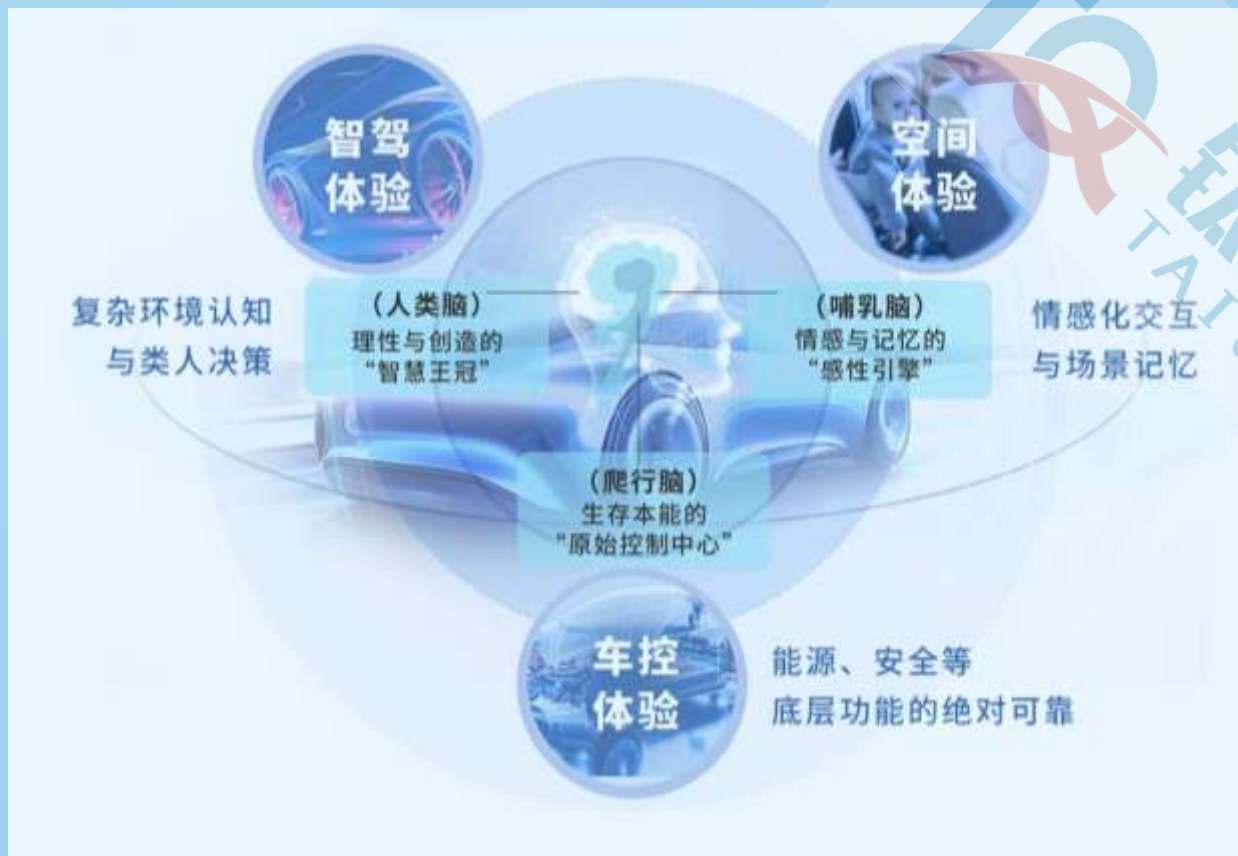 智驾
体验
空间
体验
复杂环境认知
与类人决策
(人类脑)
理性与创造的
“智慧王冠”
(哺乳脑)
情感与记忆的
“感性引擎”
情感化交互
与场景记忆
(爬行脑)
生存本能的
“原始控制中心”
车控
体验
能源、安全等
底层功能的绝对可靠